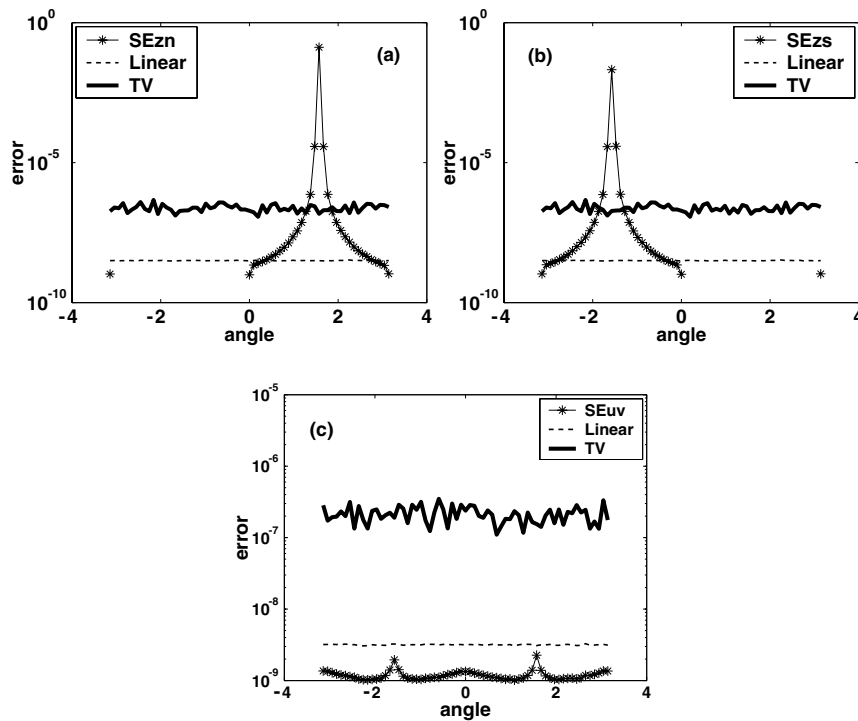 10^0
SEzn
Linear
TV
(a)
error
10^-5
10^-10
-4
-2
0
2
4
angle
10^0
(b)
SEzs
Linear
TV
error
10^-5
10^-10
-4
-2
0
2
4
angle
10^-5
(c)
SEuv
Linear
TV
10^-6
error
10^-7
10^-8
10^-9
-4
-2
0
2
4
angle